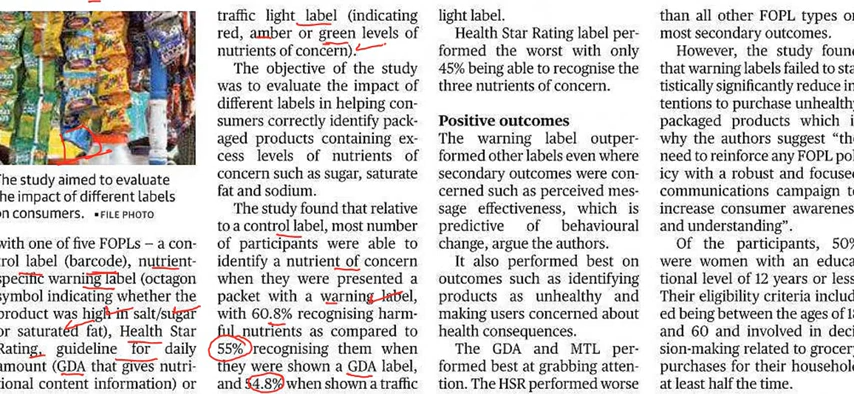 The study aimed to evaluate
the impact of different labels
on consumers. •FILE PHOTO
with one of five FOPLs – a con-
trol label (barcode), nutrient-
specific warning label (octagon
symbol indicating whether the
product was high in salt/sugar
or saturated fat), Health Star
Rating, guideline for daily
amount (GDA that gives nutri-
tional content information) or
traffic light label (indicating
red, amber or green levels of
nutrients of concern).
The objective of the study
was to evaluate the impact of
different labels in helping con-
sumers correctly identify pack-
aged products containing ex-
cess levels of nutrients of
concern such as sugar, saturate
fat and sodium.
The study found that relative
to a control label, most number
of participants were able to
identify a nutrient of concern
when they were presented a
packet with a warning label,
with 60.8% recognising harm-
ful nutrients as compared to
55% recognising them when
they were shown a GDA label,
and 54.8% when shown a traffic
light label.
Health Star Rating label per-
formed the worst with only
45% being able to recognise the
three nutrients of concern.
Positive outcomes
The warning label outper-
formed other labels even where
secondary outcomes were con-
cerned such as perceived mes-
sage effectiveness, which is
predictive of behavioural
change, argue the authors.
It also performed best on
outcomes such as identifying
products as unhealthy and
making users concerned about
health consequences.
The GDA and MTL per-
formed best at grabbing atten-
tion. The HSR performed worse
than all other FOPL types on
most secondary outcomes.
However, the study found
that warning labels failed to sta-
tistically significantly reduce in-
tentions to purchase unhealthy
packaged products which is
why the authors suggest “the
need to reinforce any FOPL pol-
icy with a robust and focused
communications campaign to
increase consumer awareness
and understanding”.
Of the participants, 50%
were women with an educa-
tional level of 12 years or less.
Their eligibility criteria includ-
ed being between the ages of 18
and 60 and involved in deci-
sion-making related to grocery
purchases for their household
at least half the time.